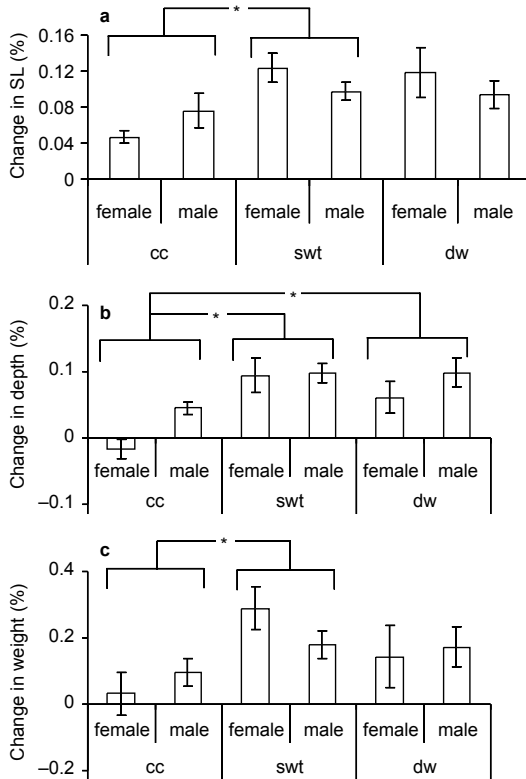 a
*
Change in SL (%)
0.16
0.12
0.08
0.04
0
female male female male female male
cc swt dw
b
*
*
Change in depth (%)
0.2
0.1
0
–0.1
female male female male female male
cc swt dw
c
*
Change in weight (%)
0.4
0.2
0
–0.2
female male female male female male
cc swt dw